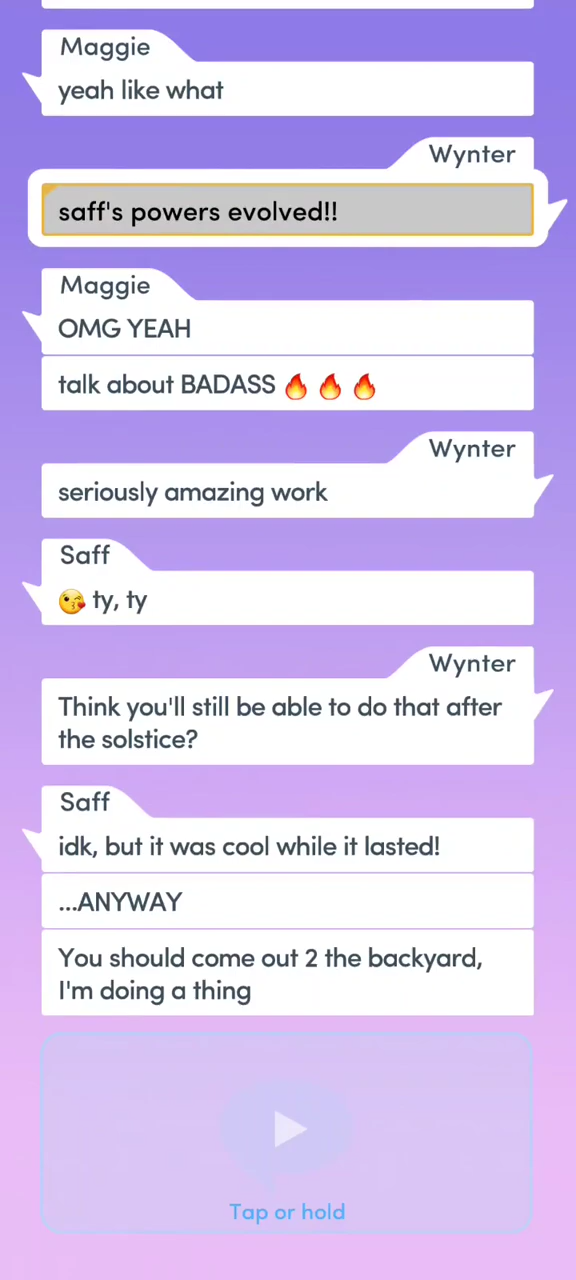 Maggie
yeah like what
Wynter
saff's powers evolved!!
Maggie
OMG YEAH
talk about BADASS 🔥 🔥 🔥
Wynter
seriously amazing work
Saff
😘 ty, ty
Wynter
Think you'll still be able to do that after
the solstice?
Saff
idk, but it was cool while it lasted!
...ANYWAY
You should come out 2 the backyard,
I'm doing a thing
Tap or hold